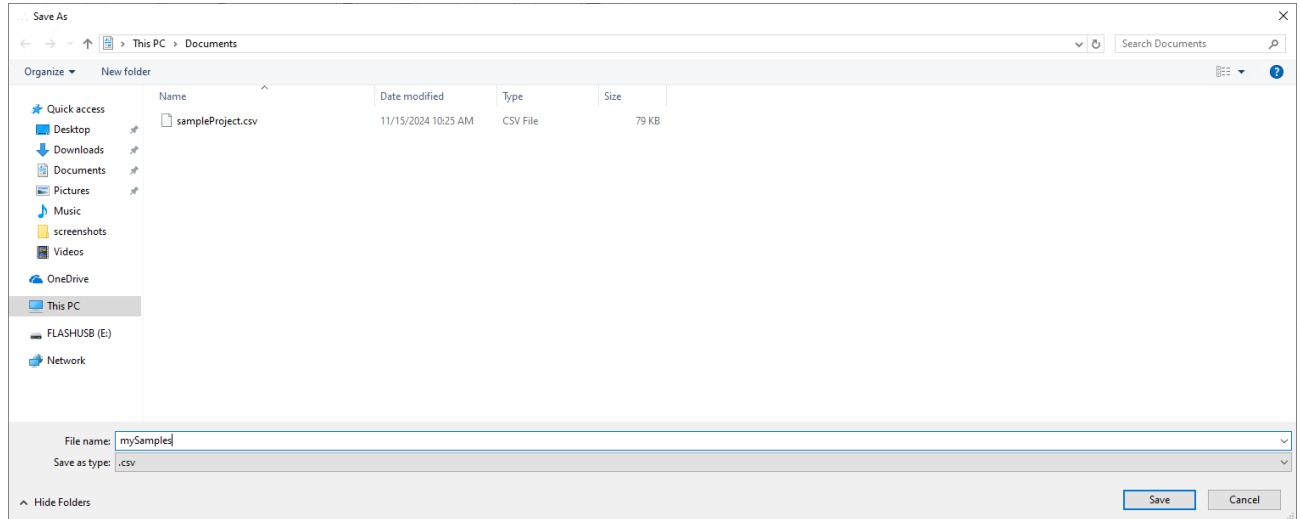 Save As
This PC > Documents
Search Documents
Organize
New folder
Name
Date modified
Type
Size
sampleProject.csv
11/15/2024 10:25 AM
CSV File
79 KB
Quick access
Desktop
Downloads
Documents
Pictures
Music
screenshots
Videos
OneDrive
This PC
FLASHUSB (E:)
Network
File name: mySamples
Save as type: .csv
Hide Folders
Save
Cancel